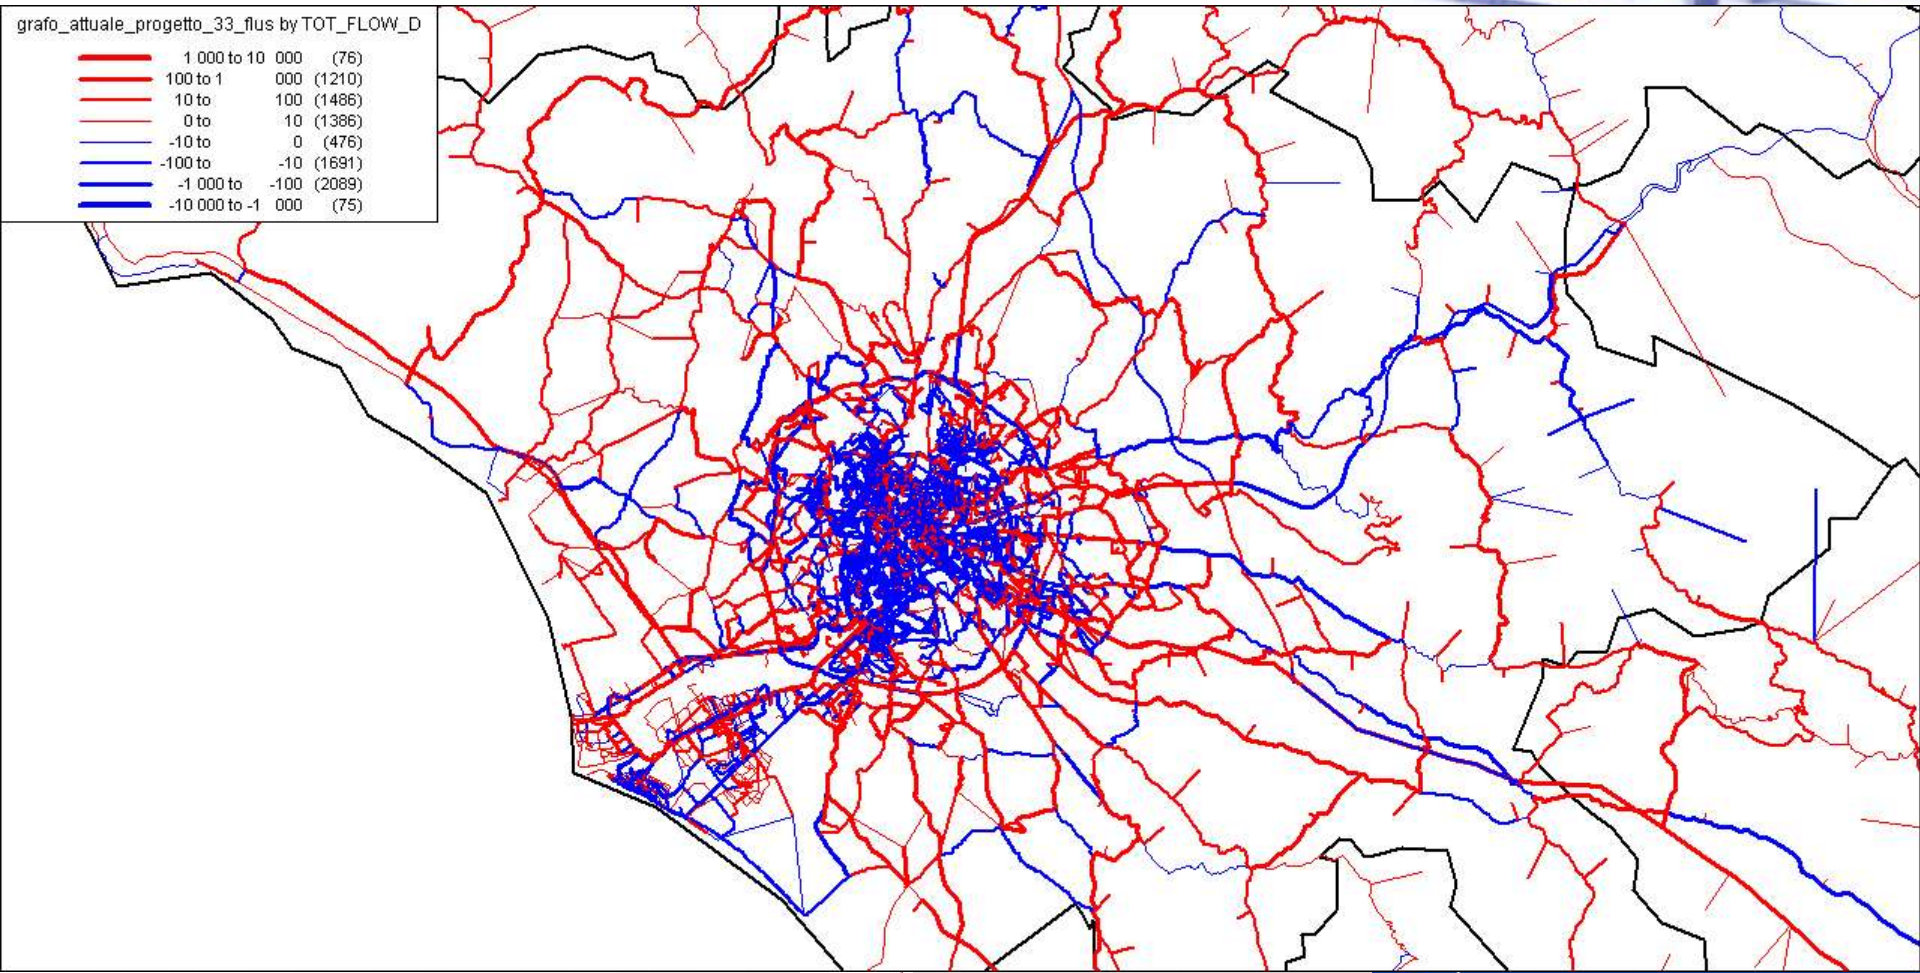 grafo_attuale_progetto_33_flus by TOT_FLOW_D
1 000 to 10 000 (76)
100 to 1 000 (1210)
10 to 100 (1486)
0 to 10 (1386)
-10 to 0 (476)
-100 to -10 (1691)
-1 000 to -100 (2089)
-10 000 to -1 000 (75)